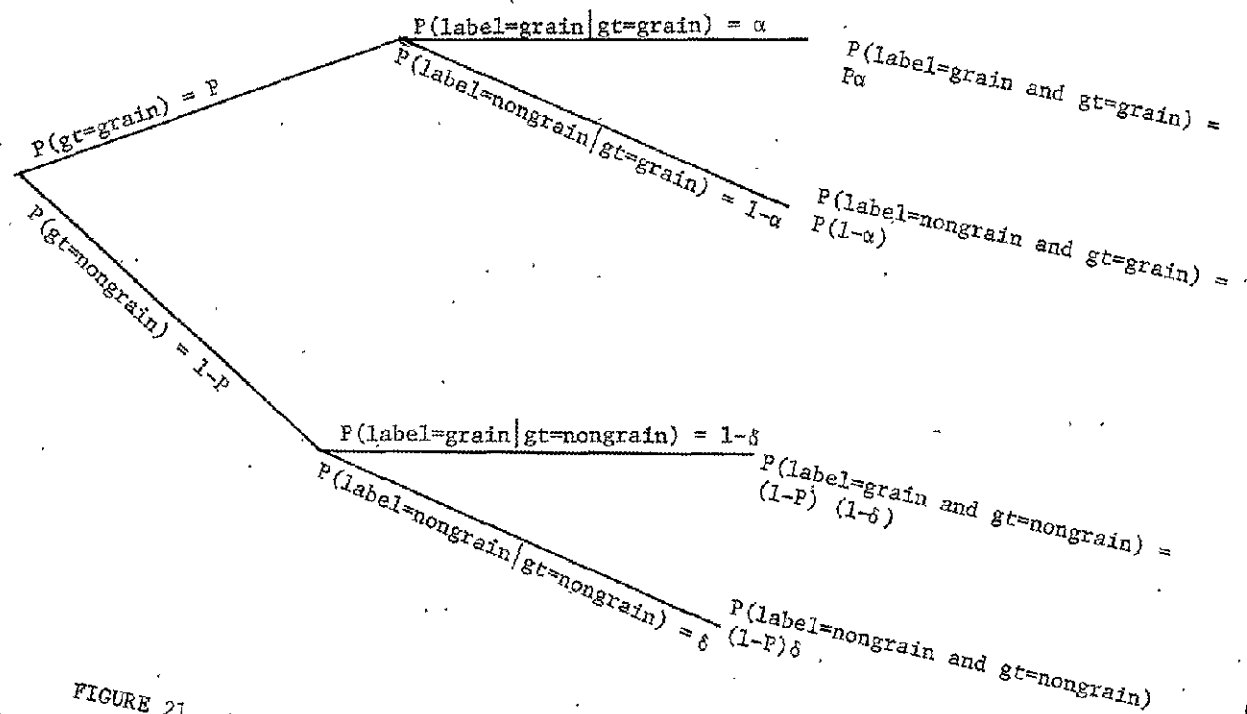 P(label=grain|gt=grain) = α
P(label=grain and gt=grain) =
Pα
P(gt=grain) = P
P(label=nongrain|gt=grain) = 1-α
P(label=nongrain and gt=grain) =
P(1-α)
P(gt=nongrain) = 1-P
P(label=grain|gt=nongrain) = 1-δ
P(label=grain and gt=nongrain) =
(1-P) (1-δ)
P(label=nongrain|gt=nongrain) = δ
P(label=nongrain and gt=nongrain)
(1-P)δ
FIGURE 21